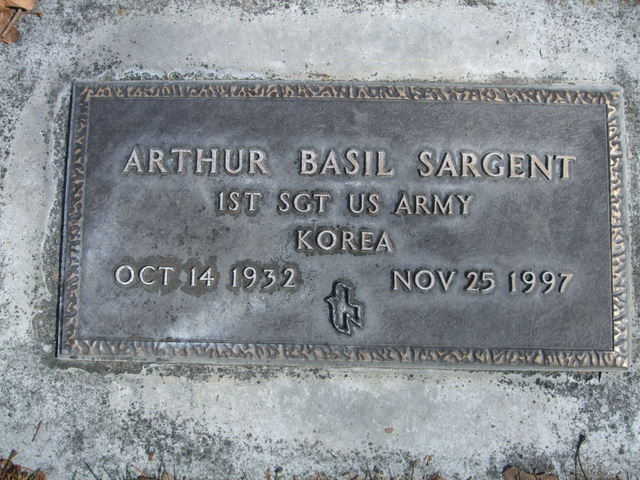 ARTHUR BASIL SARGENT
1ST SGT US ARMY
KOREA
OCT 14 1932 NOV 25 1997